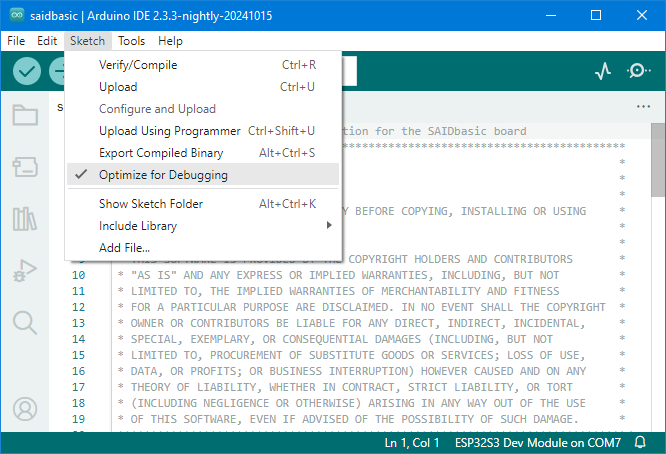 saidbasic | Arduino IDE 2.3.3-nightly-20241015
File Edit Sketch Tools Help
Verify/Compile Ctrl+R
Upload Ctrl+U
Configure and Upload
Upload Using Programmer Ctrl+Shift+U
Export Compiled Binary Alt+Ctrl+S
Optimize for Debugging
Show Sketch Folder Alt+Ctrl+K
Include Library
Add File...
for the SAIDbasic board
*******************************************
*
*
*
BEFORE COPYING, INSTALLING OR USING *
*
*
COPYRIGHT HOLDERS AND CONTRIBUTORS *
10 * "AS IS" AND ANY EXPRESS OR IMPLIED WARRANTIES, INCLUDING, BUT NOT *
11 * LIMITED TO, THE IMPLIED WARRANTIES OF MERCHANTABILITY AND FITNESS *
12 * FOR A PARTICULAR PURPOSE ARE DISCLAIMED. IN NO EVENT SHALL THE COPYRIGHT *
13 * OWNER OR CONTRIBUTORS BE LIABLE FOR ANY DIRECT, INDIRECT, INCIDENTAL, *
14 * SPECIAL, EXEMPLARY, OR CONSEQUENTIAL DAMAGES (INCLUDING, BUT NOT *
15 * LIMITED TO, PROCUREMENT OF SUBSTITUTE GOODS OR SERVICES; LOSS OF USE, *
16 * DATA, OR PROFITS; OR BUSINESS INTERRUPTION) HOWEVER CAUSED AND ON ANY *
17 * THEORY OF LIABILITY, WHETHER IN CONTRACT, STRICT LIABILITY, OR TORT *
18 * (INCLUDING NEGLIGENCE OR OTHERWISE) ARISING IN ANY WAY OUT OF THE USE *
19 * OF THIS SOFTWARE, EVEN IF ADVISED OF THE POSSIBILITY OF SUCH DAMAGE. *
Ln 1, Col 1 ESP32S3 Dev Module on COM7